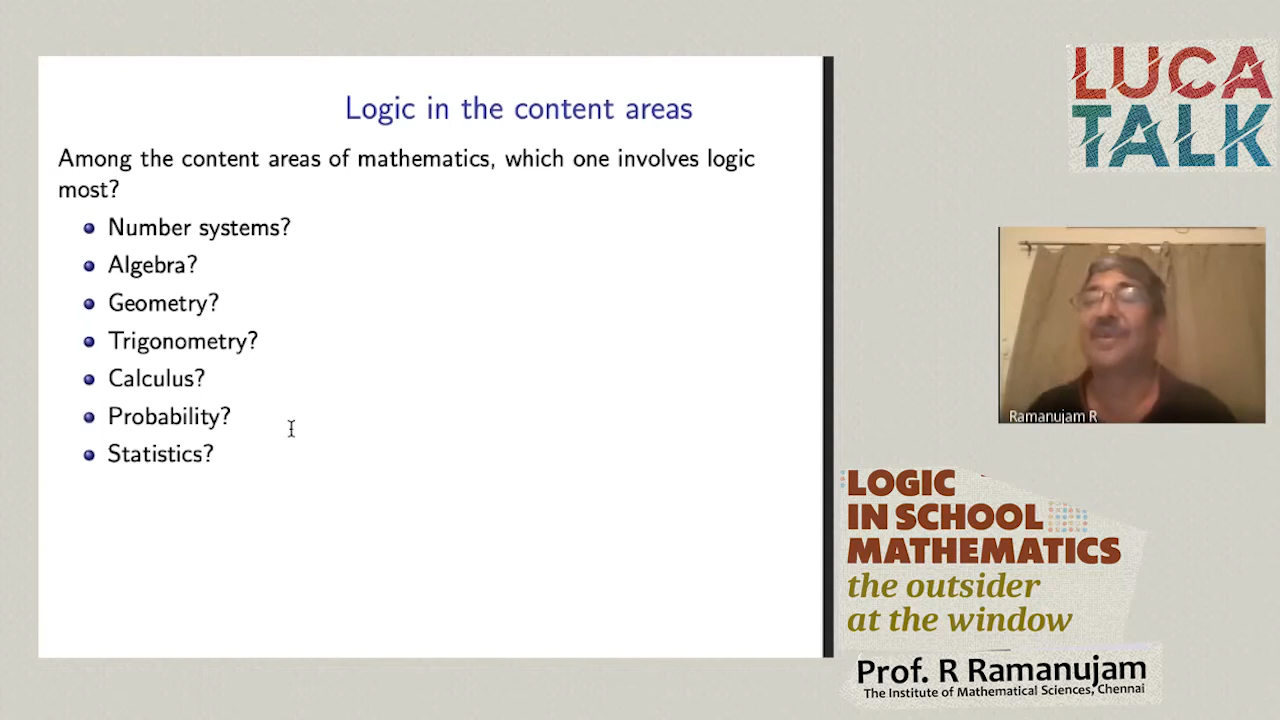 Logic in the content areas
Among the content areas of mathematics, which one involves logic
most?
Number systems?
Algebra?
Geometry?
Trigonometry?
Calculus?
Probability?
Statistics?
LUCA
TALK
Ramanujam R
LOGIC
IN SCHOOL
MATHEMATICS
the outsider
at the window
Prof. R Ramanujam
The Institute of Mathematical Sciences, Chennai